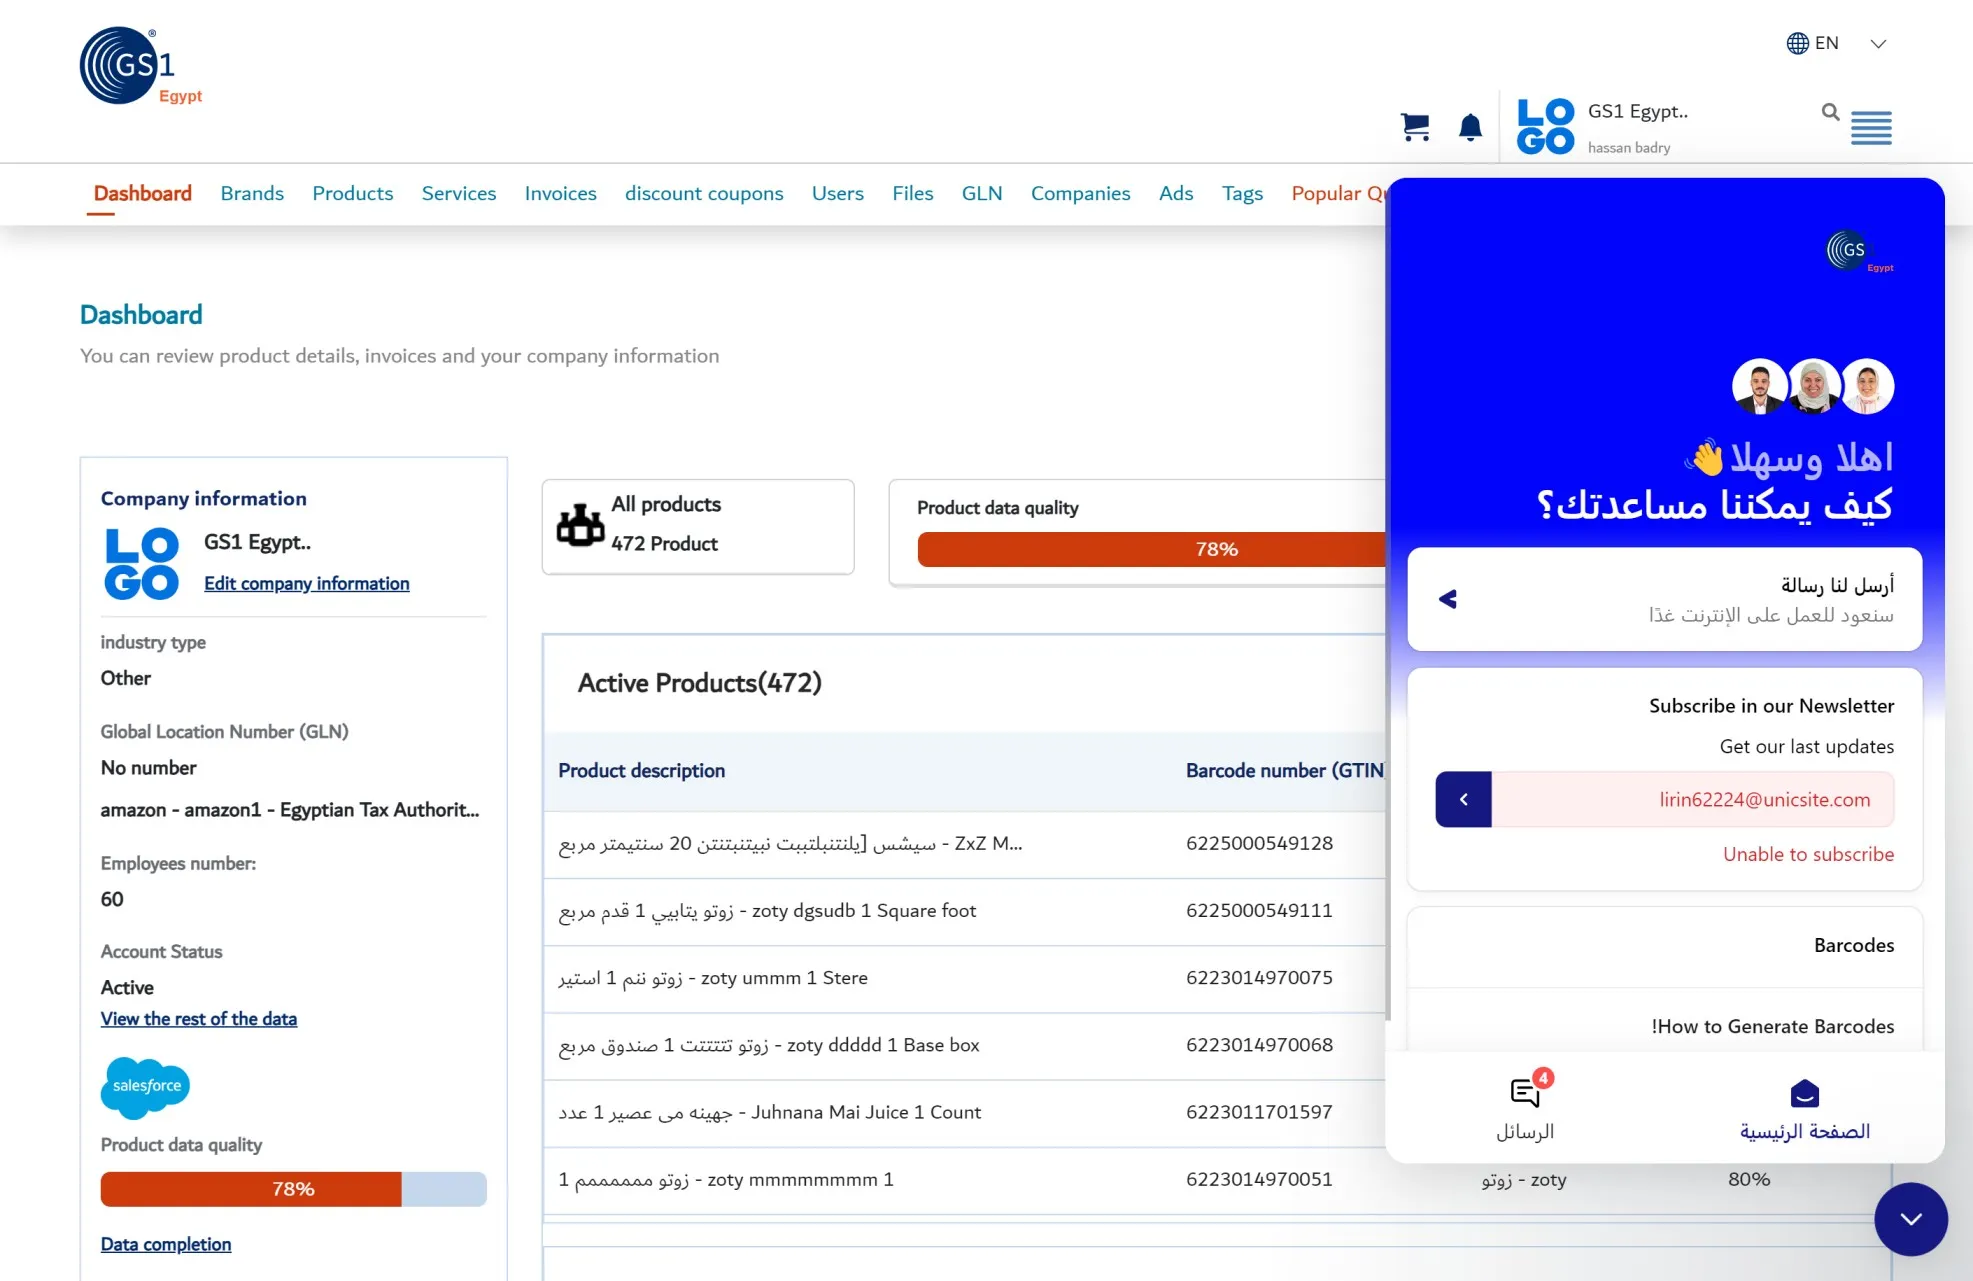 GS1
Egypt
EN
GS1 Egypt..
hassan badry
LOGO
Dashboard Brands Products Services Invoices discount coupons Users Files GLN Companies Ads Tags Popular Qu
Dashboard
You can review product details, invoices and your company information
Company information
LOGO
GS1 Egypt..
Edit company information
industry type
Other
Global Location Number (GLN)
No number
amazon - amazon1 - Egyptian Tax Authorit...
Employees number:
60
Account Status
Active
View the rest of the data
salesforce
Product data quality
78%
Data completion
All products
472 Product
Product data quality
78%
Active Products(472)
Product description Barcode number (GTIN)
سيشس [يلنتنبلتببت نبيتنبتنتن 20 سنتيمتر مربع - ZxZ M... 6225000549128
زوتو يتابيي 1 قدم مربع - zoty dgsudb 1 Square foot 6225000549111
زوتو ننم 1 استير - zoty ummm 1 Stere 6223014970075
زوتو تتتتتت 1 صندوق مربع - zoty ddddd 1 Base box 6223014970068
جهينه مى عصير 1 عدد - Juhnana Mai Juice 1 Count 6223011701597
زوتو ممممممم 1 - zoty mmmmmmmm 1 6223014970051 زوتو - zoty 80%
GS
Egypt
اهلا وسهلا👋
كيف يمكننا مساعدتك؟
أرسل لنا رسالة
سنعود للعمل على الإنترنت غدًا
Subscribe in our Newsletter
Get our last updates
lirin62224@unicsite.com
Unable to subscribe
Barcodes
!How to Generate Barcodes
4
الرسائل
الصفحة الرئيسية